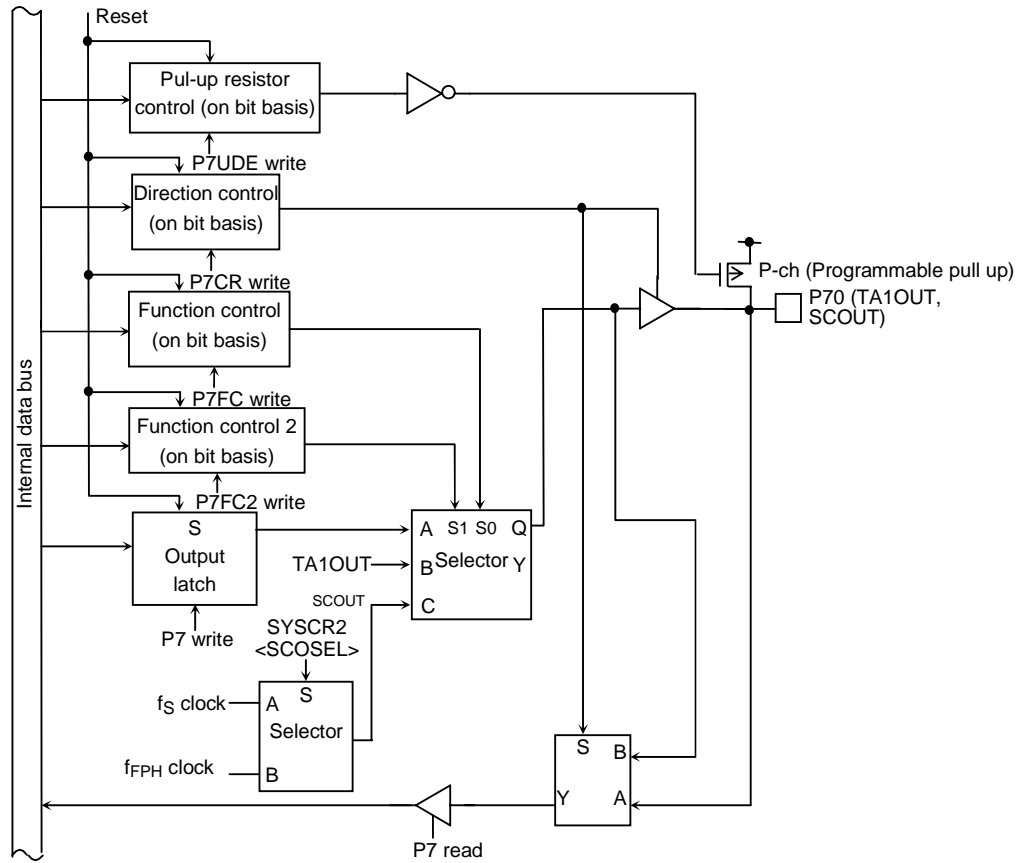 Reset
Pul-up resistor
control (on bit basis)
P7UDE write
Direction control
(on bit basis)
P-ch (Programmable pull up)
P7CR write
P70 (TA1OUT,
SCOUT)
Function control
(on bit basis)
Internal data bus
P7FC write
Function control 2
(on bit basis)
P7FC2 write
S
Output
latch
A S1 S0 Q
TA1OUT
B Selector Y
SCOUT
C
P7 write
SYSCR2
<SCOSEL>
fS clock
A S
Selector
fFPH clock
B
S B
Y A
P7 read